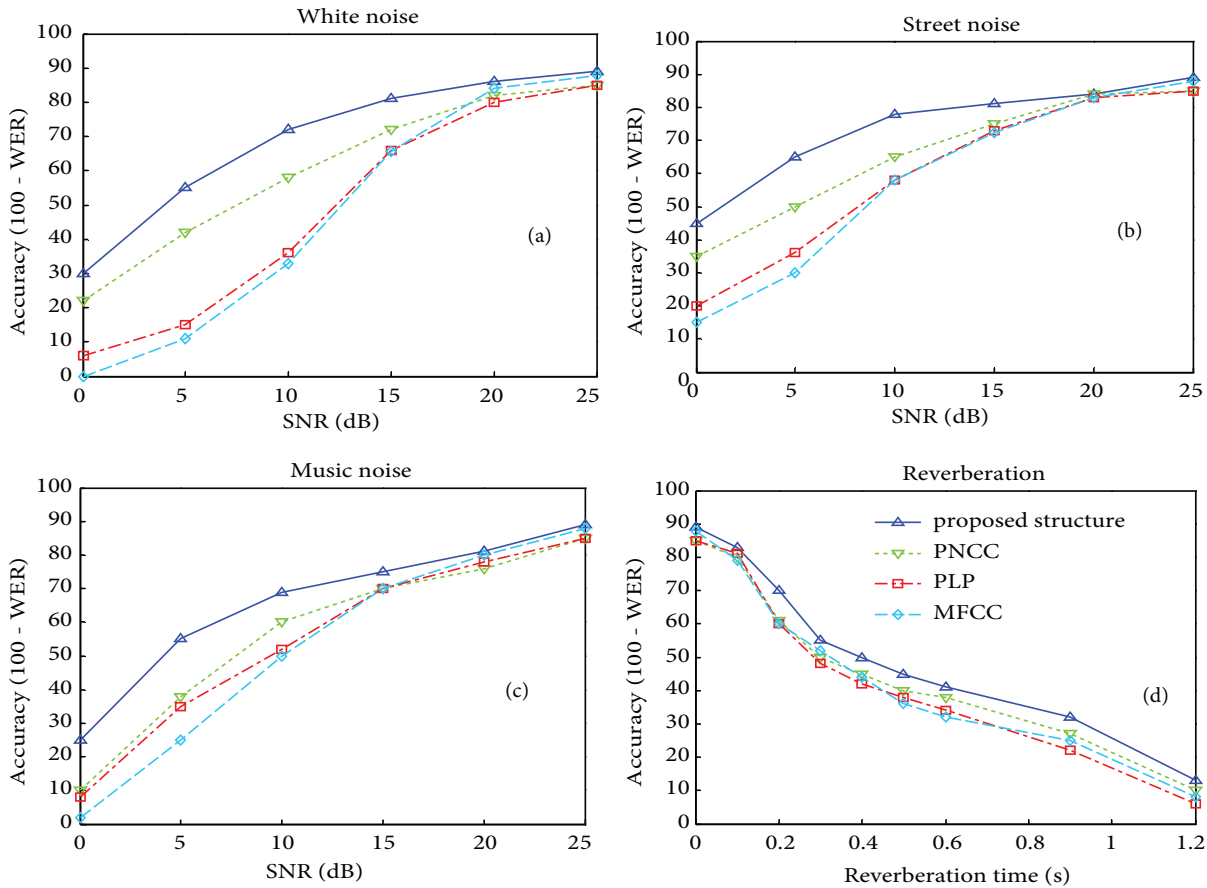 White noise
100
90
80
70
60
50
40
30
20
10
0
Accuracy (100 - WER)
(a)
0 5 10 15 20 25
SNR (dB)
Street noise
100
90
80
70
60
50
40
30
20
10
0
Accuracy (100 - WER)
(b)
0 5 10 15 20 25
SNR (dB)
Music noise
100
90
80
70
60
50
40
30
20
10
0
Accuracy (100 - WER)
(c)
0 5 10 15 20 25
SNR (dB)
Reverberation
100
90
80
70
60
50
40
30
20
10
0
Accuracy (100 - WER)
proposed structure
PNCC
PLP
MFCC
(d)
0 0.2 0.4 0.6 0.8 1 1.2
Reverberation time (s)